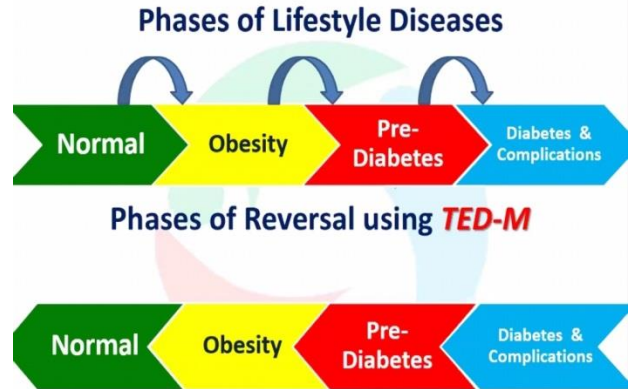 Phases of Lifestyle Diseases
Normal
Obesity
Pre-
Diabetes
Diabetes &
Complications
Phases of Reversal using TED-M
Normal
Obesity
Pre-
Diabetes
Diabetes &
Complications